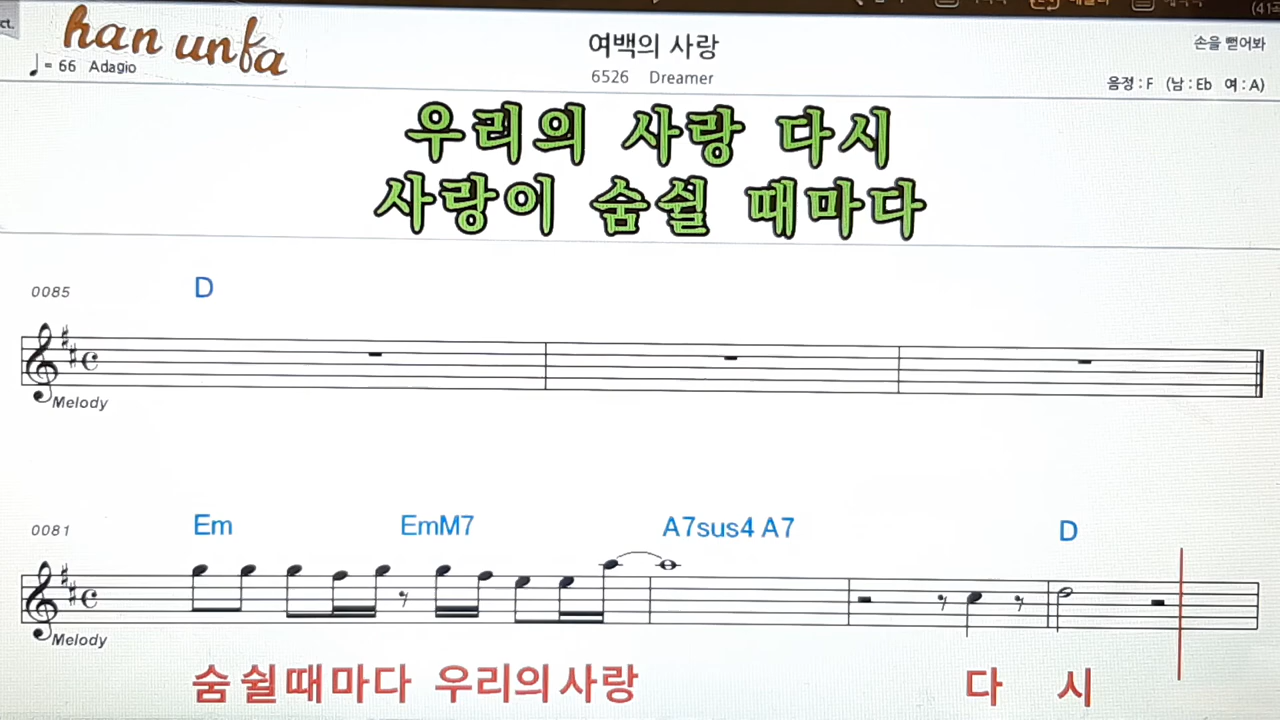 ct.
han unfa
여백의 사랑
손을 뻗어봐
= 66 Adagio
6526 Dreamer
음정 : F (남 : Eb 여 : A)
우리의 사랑 다시
사랑이 숨쉴 때마다
0085
D
Melody
0081
Em EmM7 A7sus4 A7 D
Melody
숨쉴때마다 우리의사랑 다 시